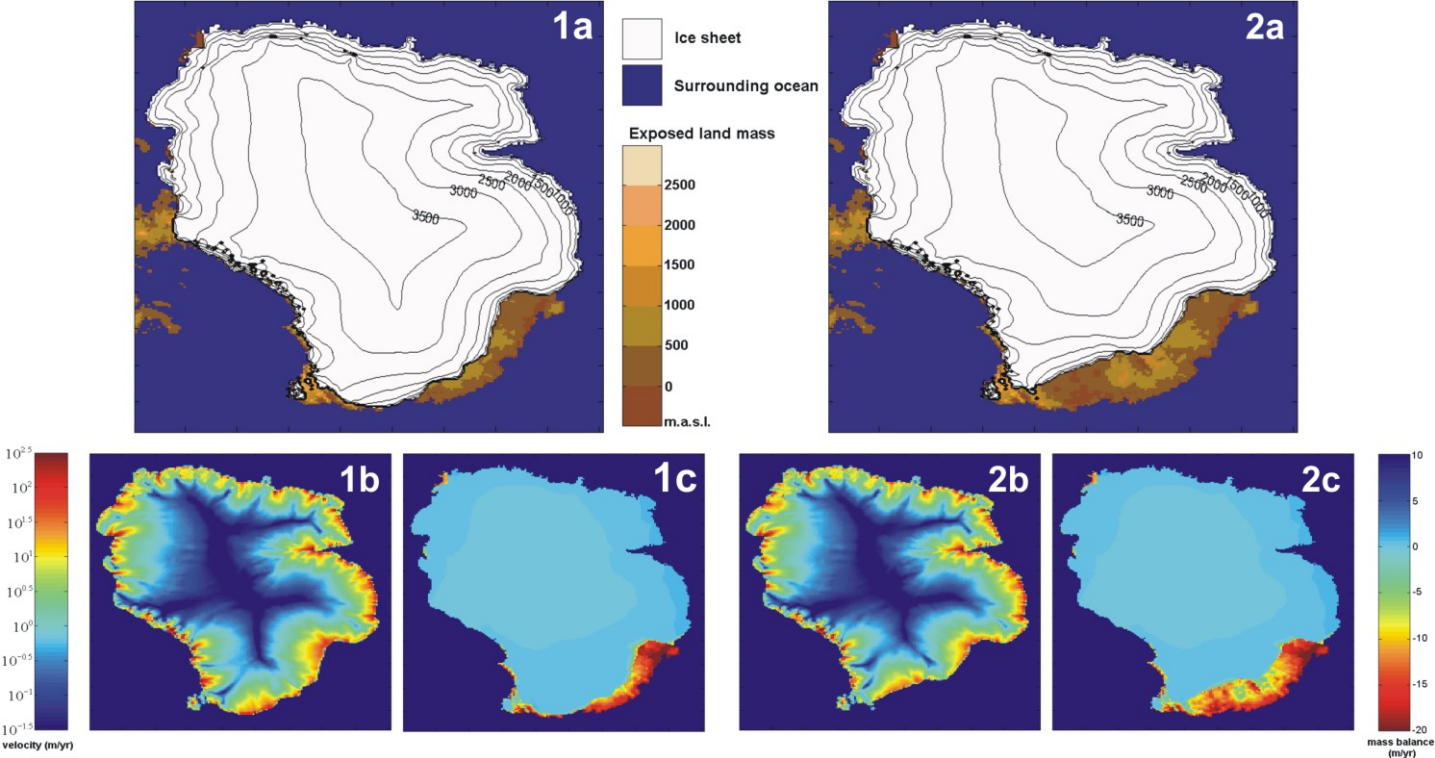 1a
Ice sheet
Surrounding ocean
Exposed land mass
2500
2000
1500
1000
500
0
m.a.s.l.
3500
3000
2500
2000
1500
1000
2a
3500
3000
2500
2000
1500
1000
10^2.5
10^2
10^1.5
10^1
10^0.5
10^0
10^-0.5
10^-1
10^-1.5
velocity (m/yr)
1b
1c
2b
2c
10
5
0
-5
-10
-15
-20
mass balance
(m/yr)